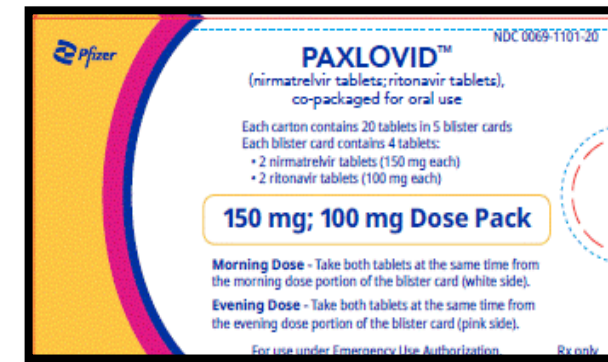 NDC 0069-1101-20
Pfizer
PAXLOVID™
(nirmatrelvir tablets; ritonavir tablets),
co-packaged for oral use
Each carton contains 20 tablets in 5 blister cards
Each blister card contains 4 tablets:
• 2 nirmatrelvir tablets (150 mg each)
• 2 ritonavir tablets (100 mg each)
150 mg; 100 mg Dose Pack
Morning Dose - Take both tablets at the same time from
the morning dose portion of the blister card (white side).
Evening Dose - Take both tablets at the same time from
the evening dose portion of the blister card (pink side).
For use under Emergency Use Authorization. Rx only